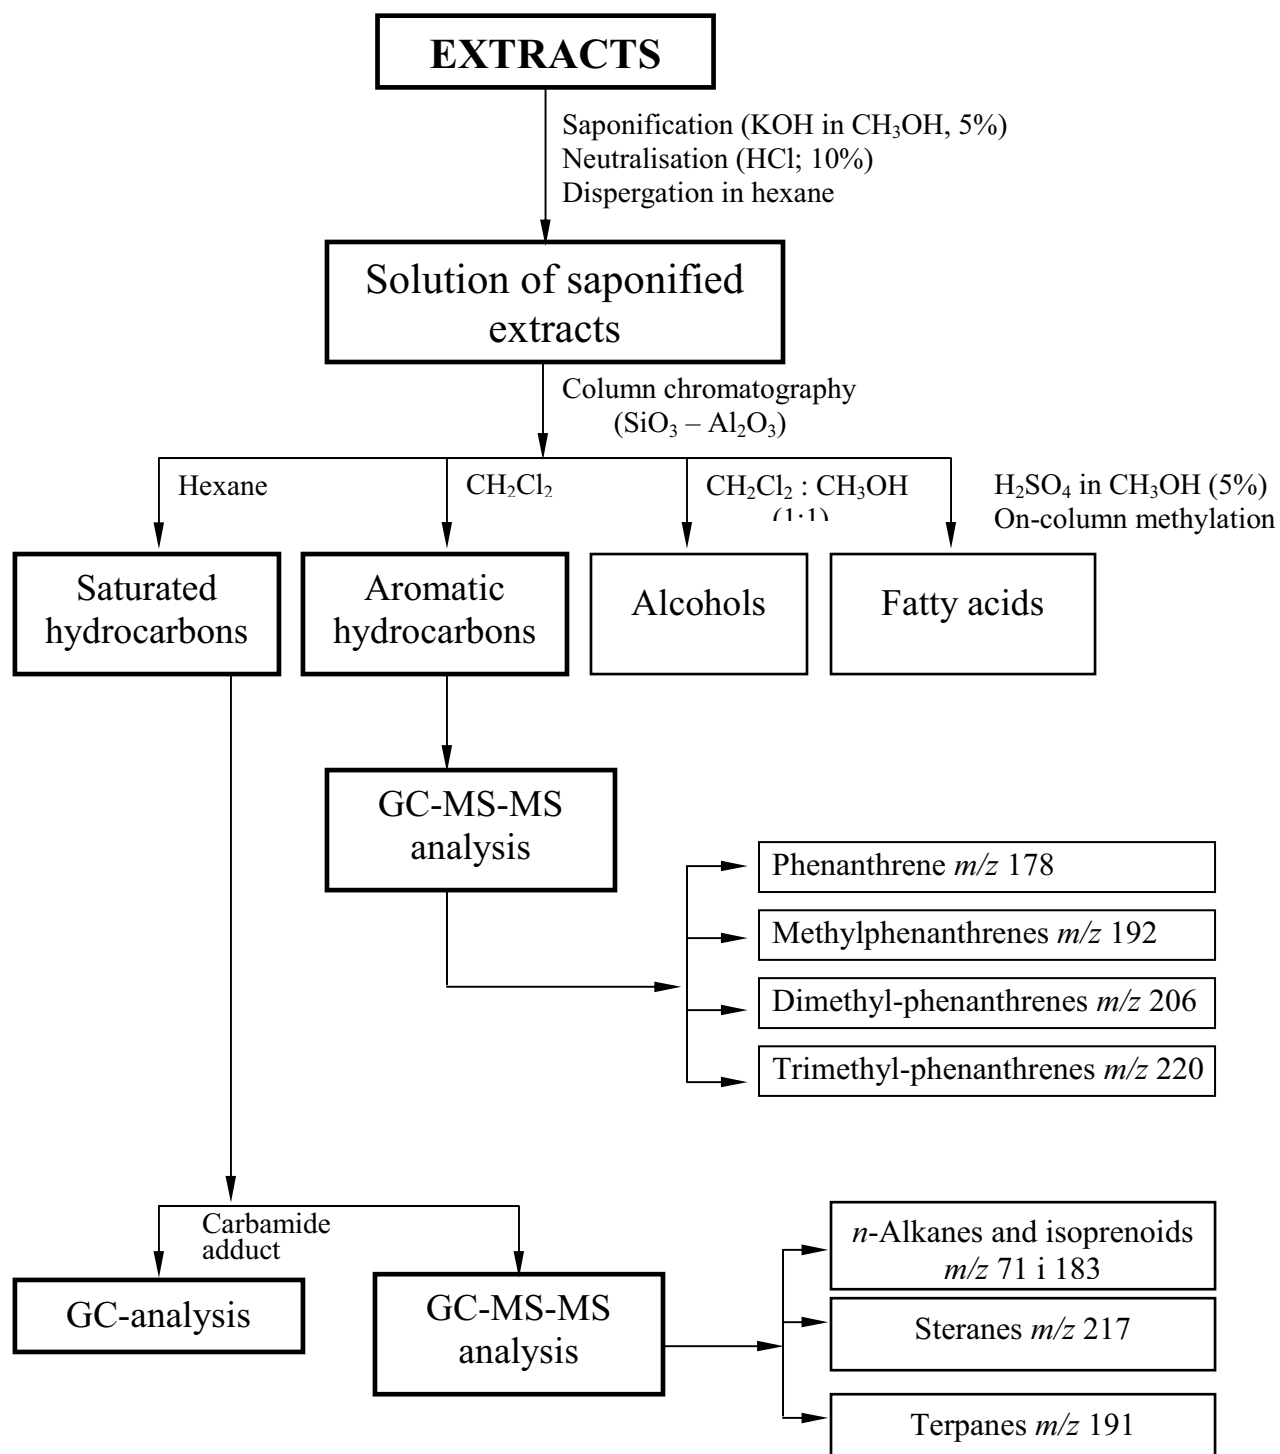 EXTRACTS
Saponification (KOH in CH₃OH, 5%)
Neutralisation (HCl; 10%)
Dispergation in hexane
Solution of saponified
extracts
Column chromatography
(SiO₃ – Al₂O₃)
Hexane
CH₂Cl₂
CH₂Cl₂ : CH₃OH
(1:1)
H₂SO₄ in CH₃OH (5%)
On-column methylation
Saturated
hydrocarbons
Aromatic
hydrocarbons
Alcohols
Fatty acids
GC-MS-MS
analysis
Phenanthrene m/z 178
Methylphenanthrenes m/z 192
Dimethyl-phenanthrenes m/z 206
Trimethyl-phenanthrenes m/z 220
Carbamide
adduct
GC-analysis
GC-MS-MS
analysis
n-Alkanes and isoprenoids
m/z 71 i 183
Steranes m/z 217
Terpanes m/z 191